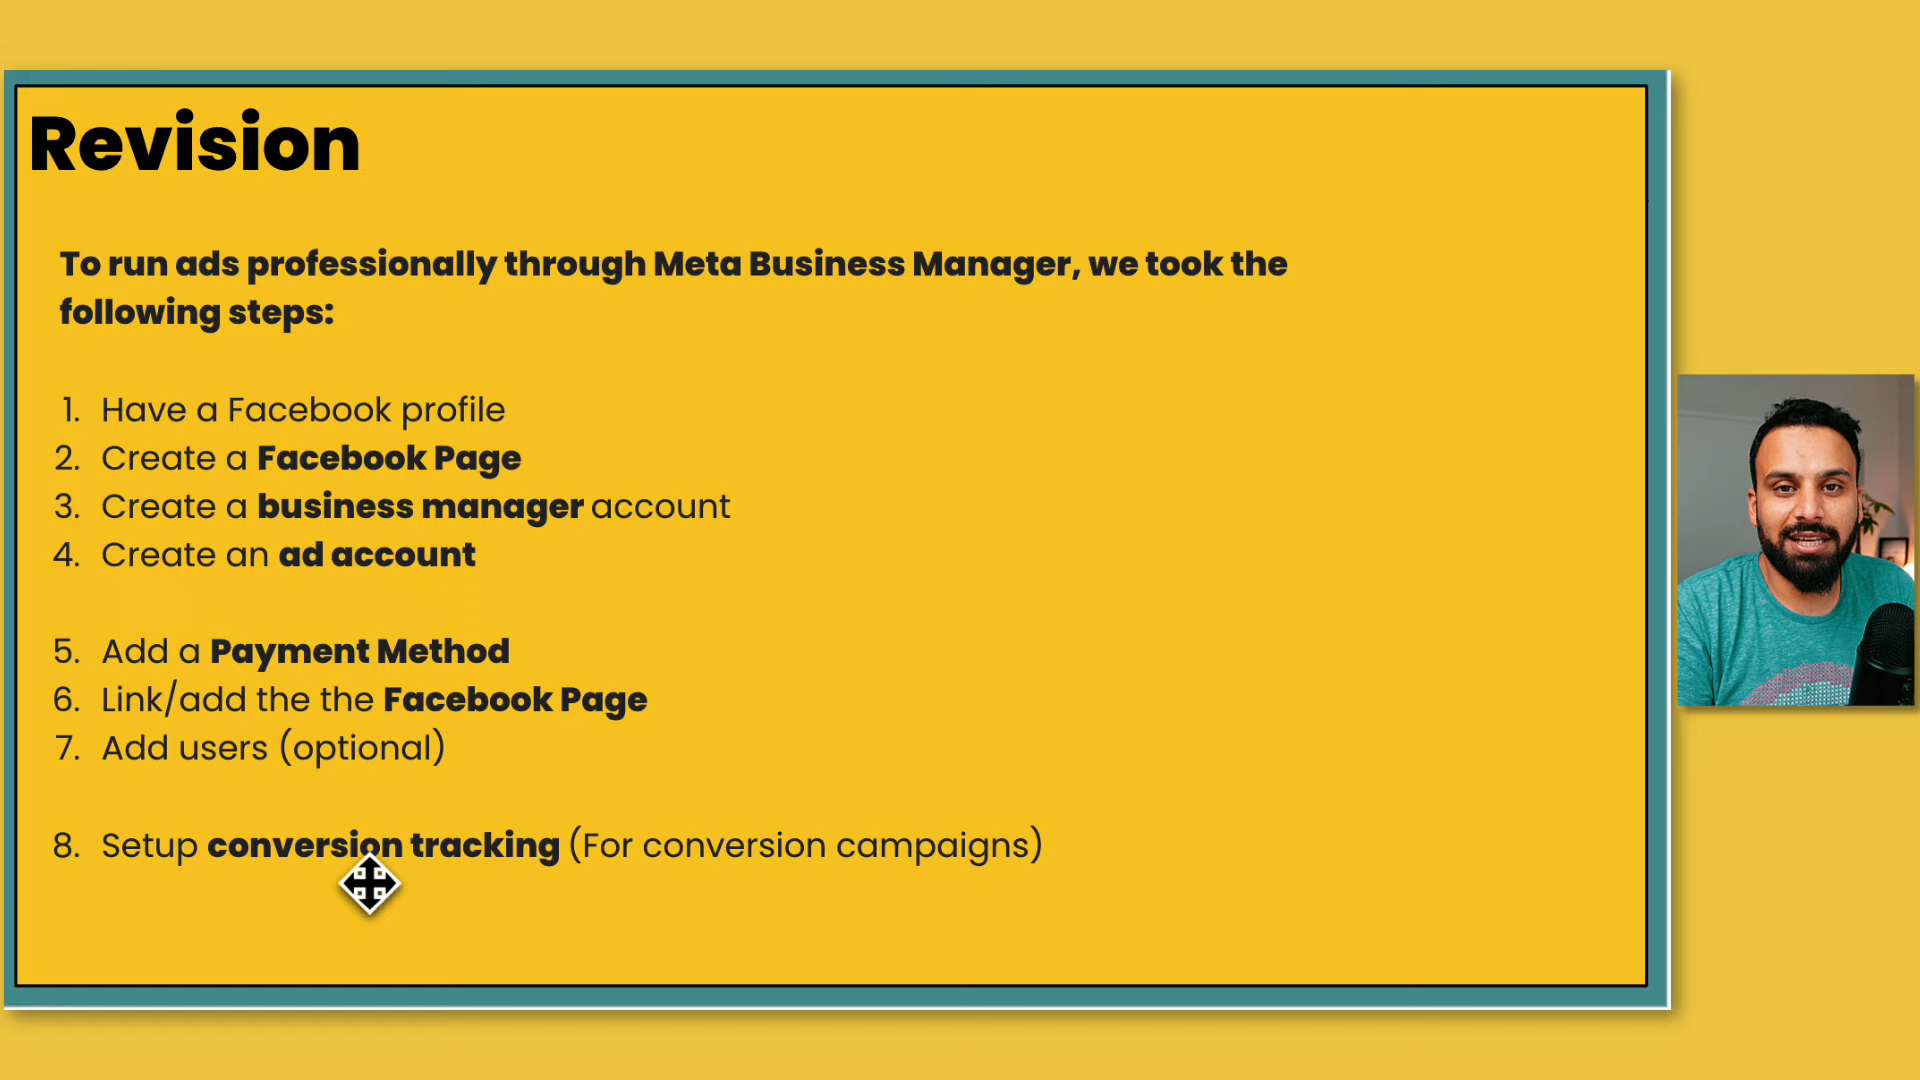 Revision
To run ads professionally through Meta Business Manager, we took the
following steps:
1. Have a Facebook profile
2. Create a Facebook Page
3. Create a business manager account
4. Create an ad account
5. Add a Payment Method
6. Link/add the the Facebook Page
7. Add users (optional)
8. Setup conversion tracking (For conversion campaigns)